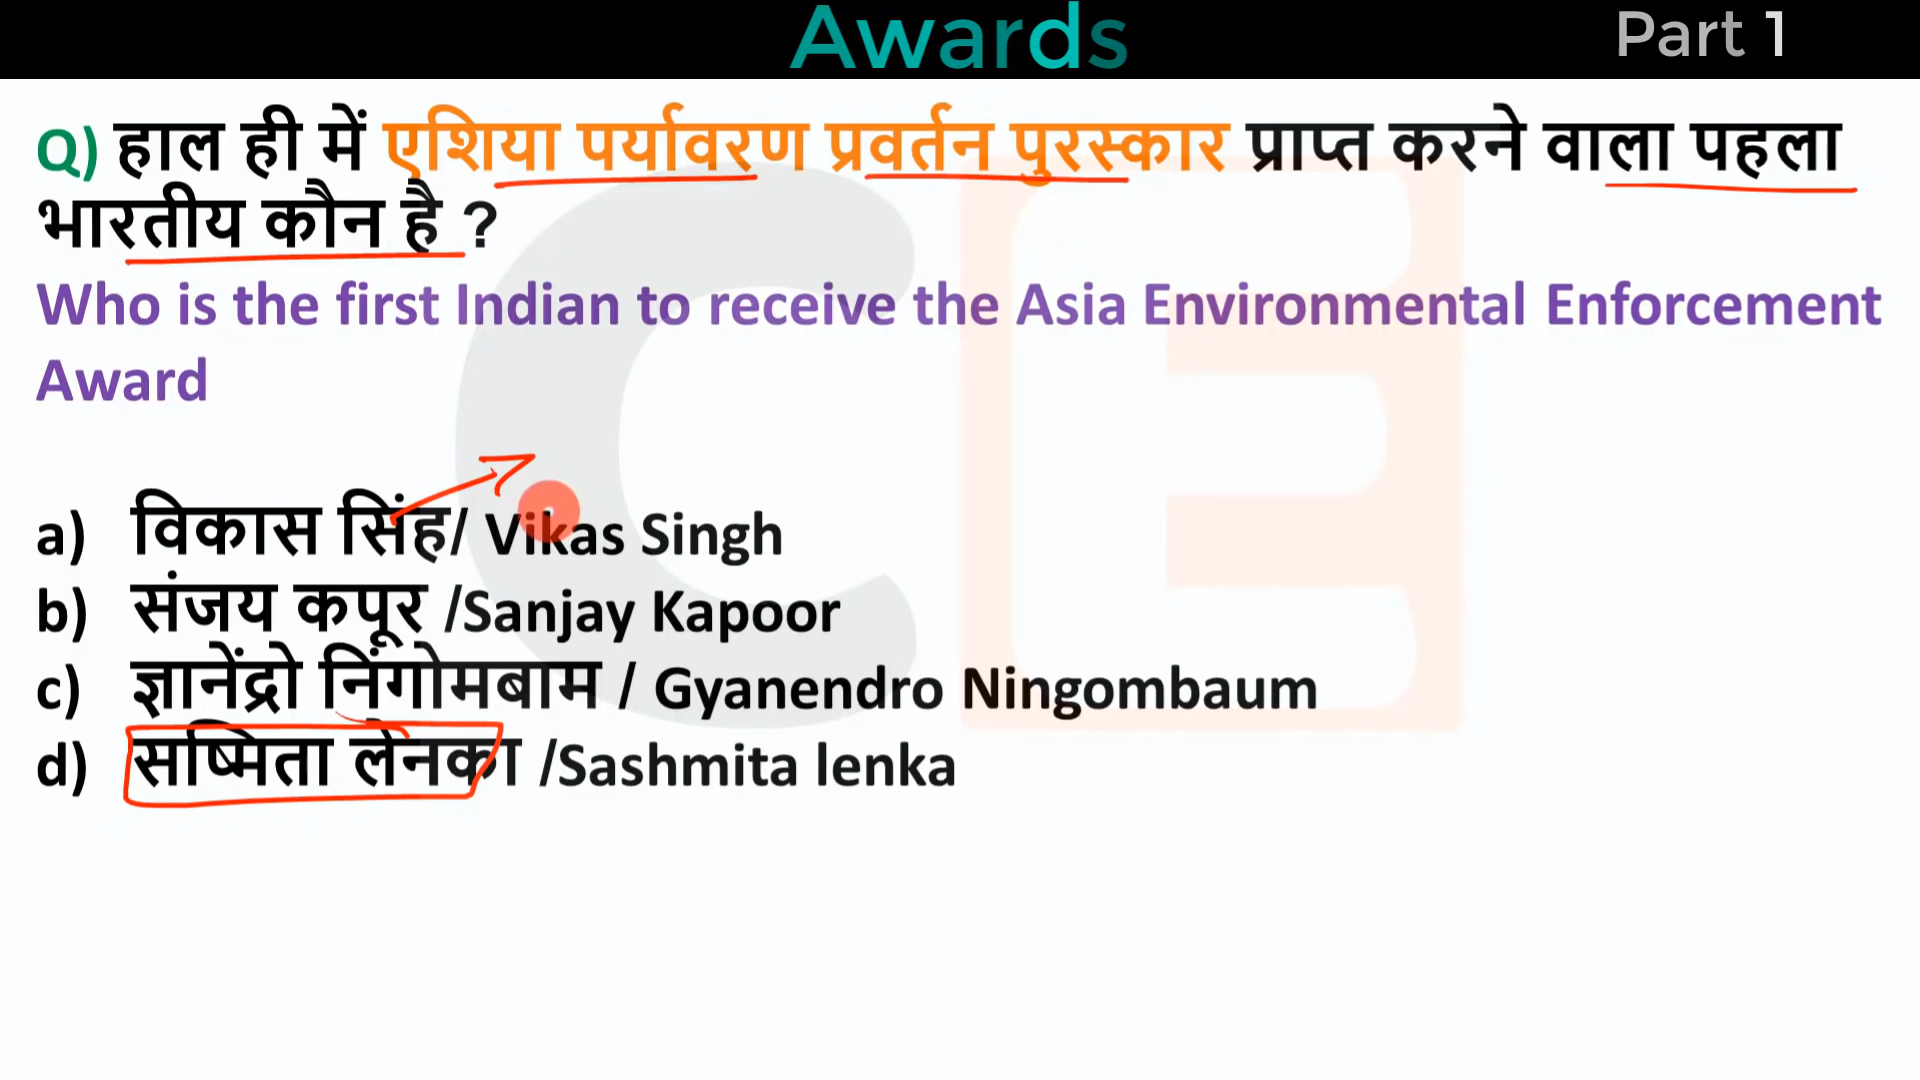 Awards
Part 1
Q) हाल ही में एशिया पर्यावरण प्रवर्तन पुरस्कार प्राप्त करने वाला पहला
भारतीय कौन है ?
Who is the first Indian to receive the Asia Environmental Enforcement
Award
a) विकास सिंह/ Vikas Singh
b) संजय कपूर /Sanjay Kapoor
c) ज्ञानेंद्रो निंगोमबाम / Gyanendro Ningombaum
d) सष्मिता लेनका /Sashmita lenka
CE